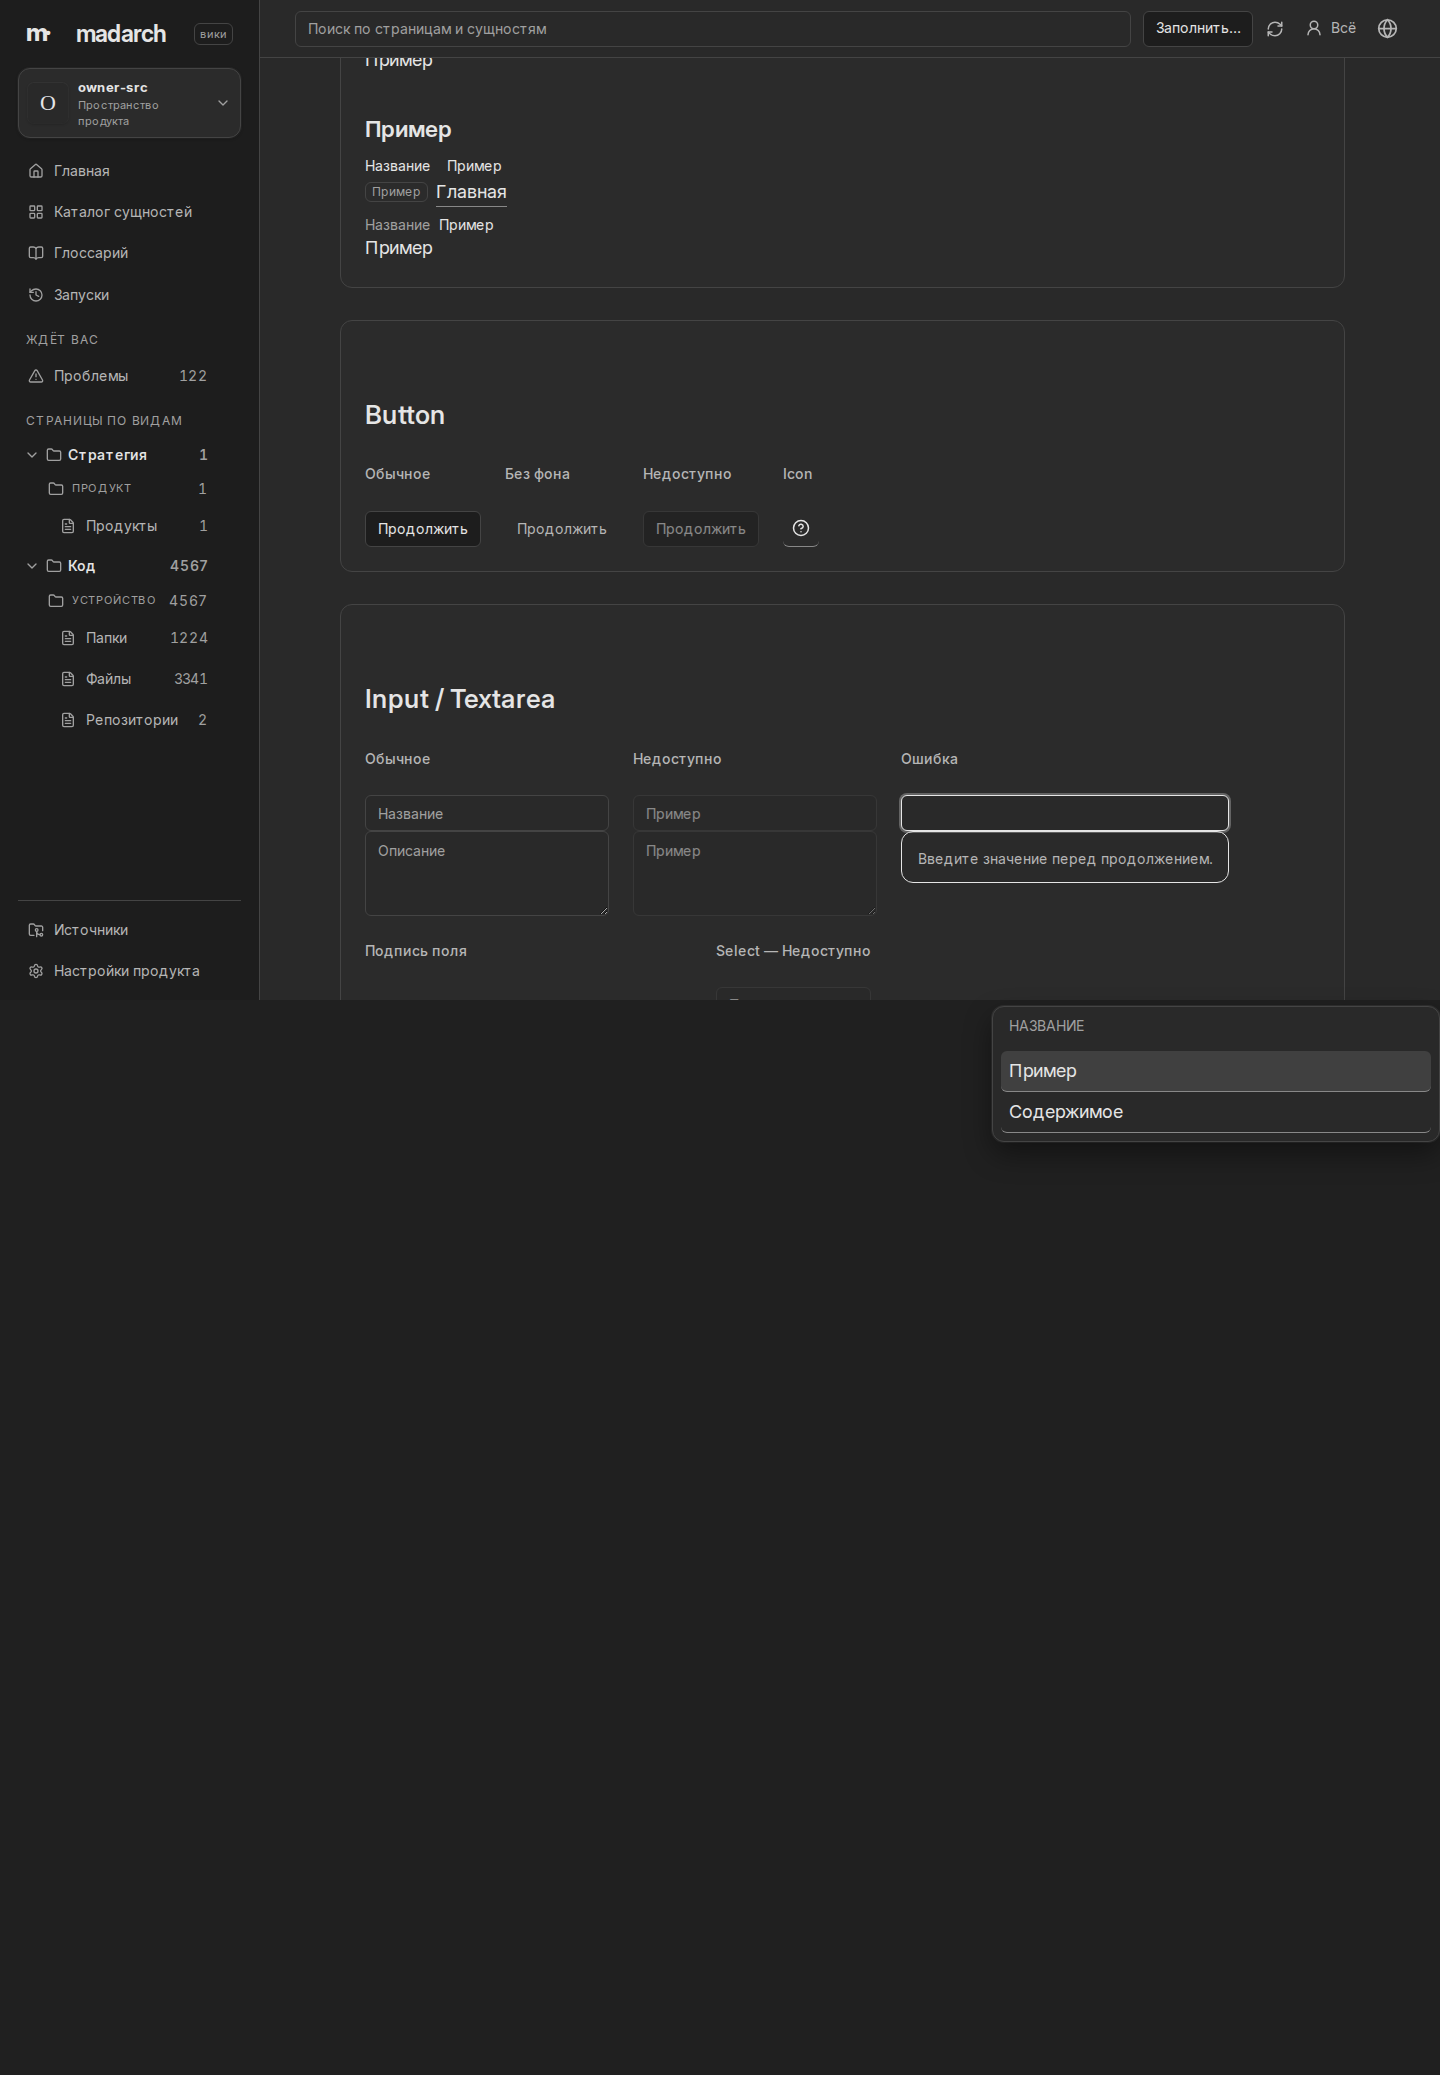 m· madarch вики
O owner-src
Пространство
продукта
Главная
Каталог сущностей
Глоссарий
Запуски
ЖДЁТ ВАС
Проблемы 122
СТРАНИЦЫ ПО ВИДАМ
Стратегия 1
ПРОДУКТ 1
Продукты 1
Код 4567
УСТРОЙСТВО 4567
Папки 1224
Файлы 3341
Репозитории 2
Источники
Настройки продукта
Поиск по страницам и сущностям Заполнить... Всё
Пример
Пример
Название Пример
Пример Главная
Название Пример
Пример
Button
Обычное Без фона Недоступно Icon
Продолжить Продолжить Продолжить
Input / Textarea
Обычное Недоступно Ошибка
Название Пример
Описание Пример Введите значение перед продолжением.
Подпись поля Select — Недоступно
НАЗВАНИЕ
Пример
Содержимое